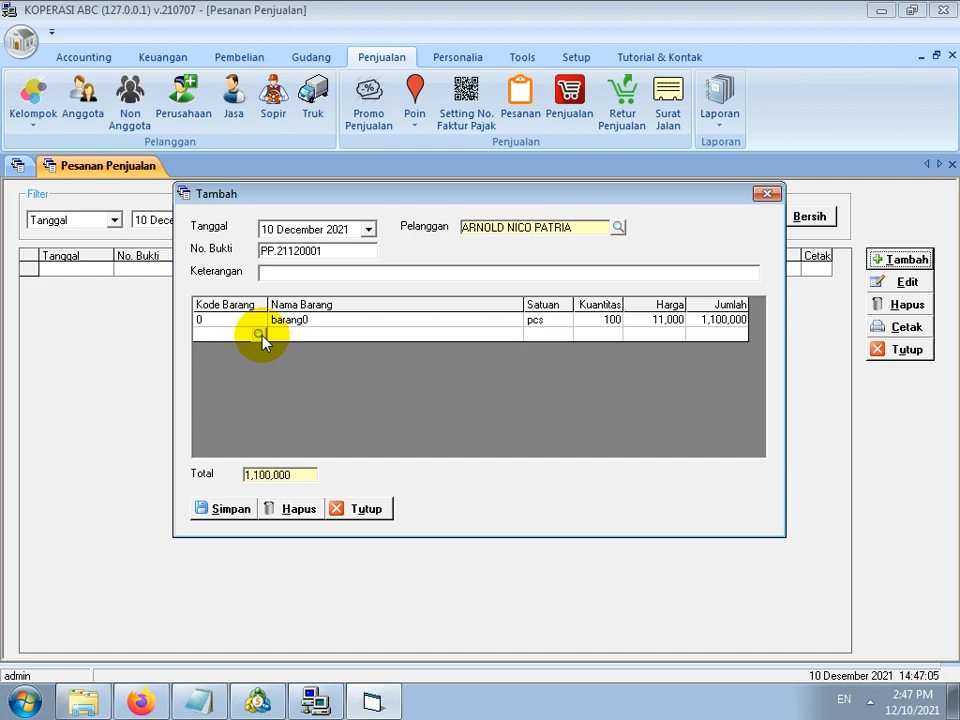 KOPERASI ABC (127.0.0.1) v.210707 - [Pesanan Penjualan]
Accounting Keuangan Pembelian Gudang Penjualan Personalia Tools Setup Tutorial & Kontak
Kelompok Anggota Non Anggota Perusahaan Jasa Sopir Truk Promo Penjualan Poin Setting No. Faktur Pajak Pesanan Penjualan Retur Penjualan Surat Jalan Laporan
Pelanggan Penjualan Laporan
Pesanan Penjualan
Filter
Tanggal 10 Dece Bersih
Tanggal No. Bukti Cetak
Tambah
Edit
Hapus
Cetak
Tutup
Tambah
Tanggal 10 December 2021 Pelanggan ARNOLD NICO PATRIA
No. Bukti PP.21120001
Keterangan
Kode Barang Nama Barang Satuan Kuantitas Harga Jumlah
0 barang0 pcs 100 11,000 1,100,000
Total 1,100,000
Simpan Hapus Tutup
admin 10 Desember 2021 14:47:05
EN 2:47 PM
12/10/2021